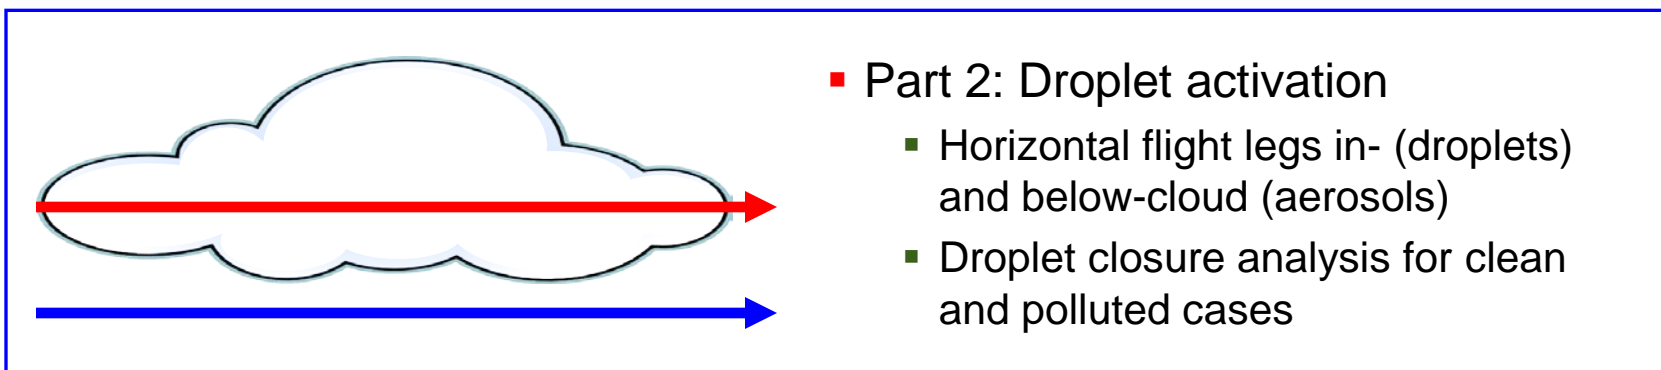 ▪ Part 2: Droplet activation
▪ Horizontal flight legs in- (droplets)
and below-cloud (aerosols)
▪ Droplet closure analysis for clean
and polluted cases